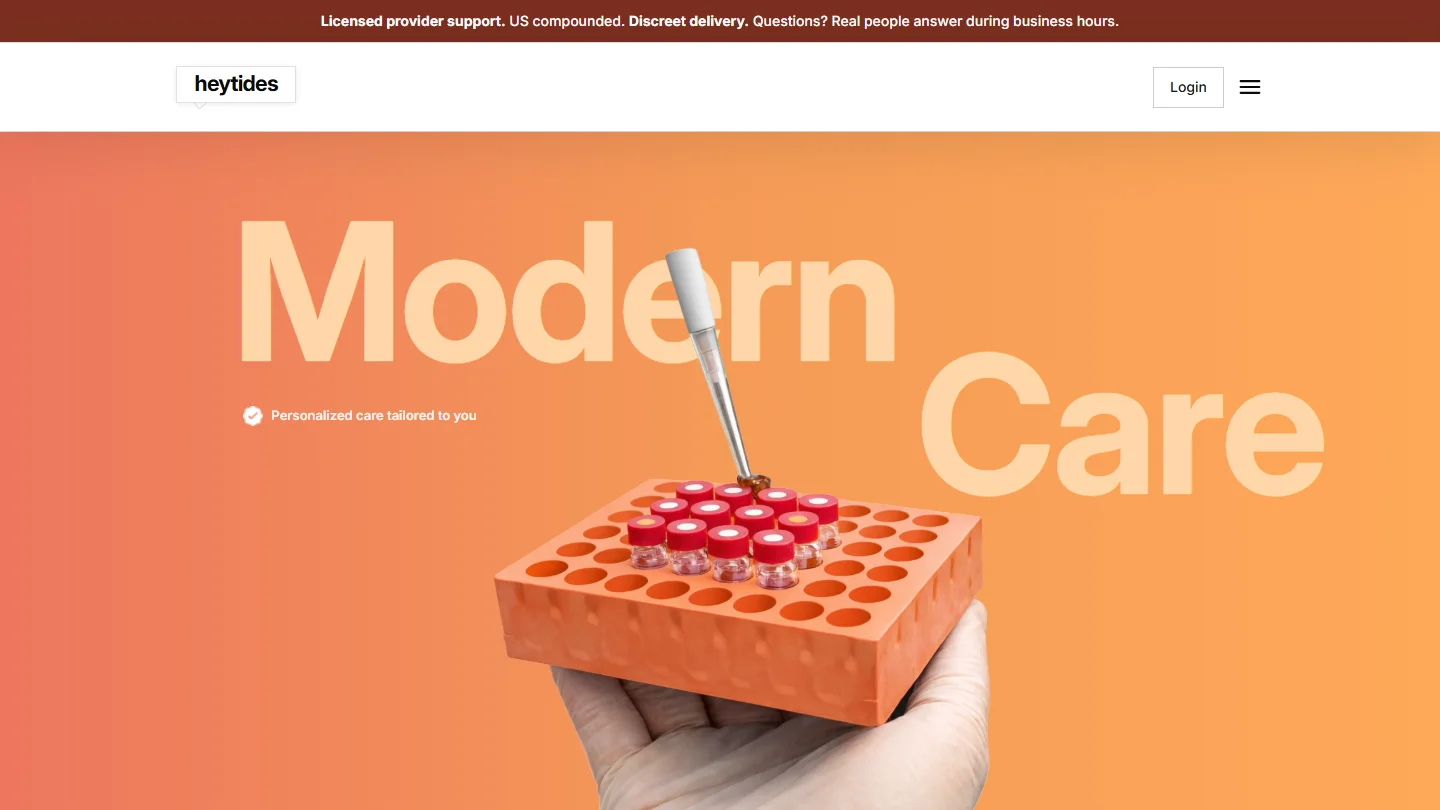 Licensed provider support. US compounded. Discreet delivery. Questions? Real people answer during business hours.
heytides
Login
Modern
Care
Personalized care tailored to you